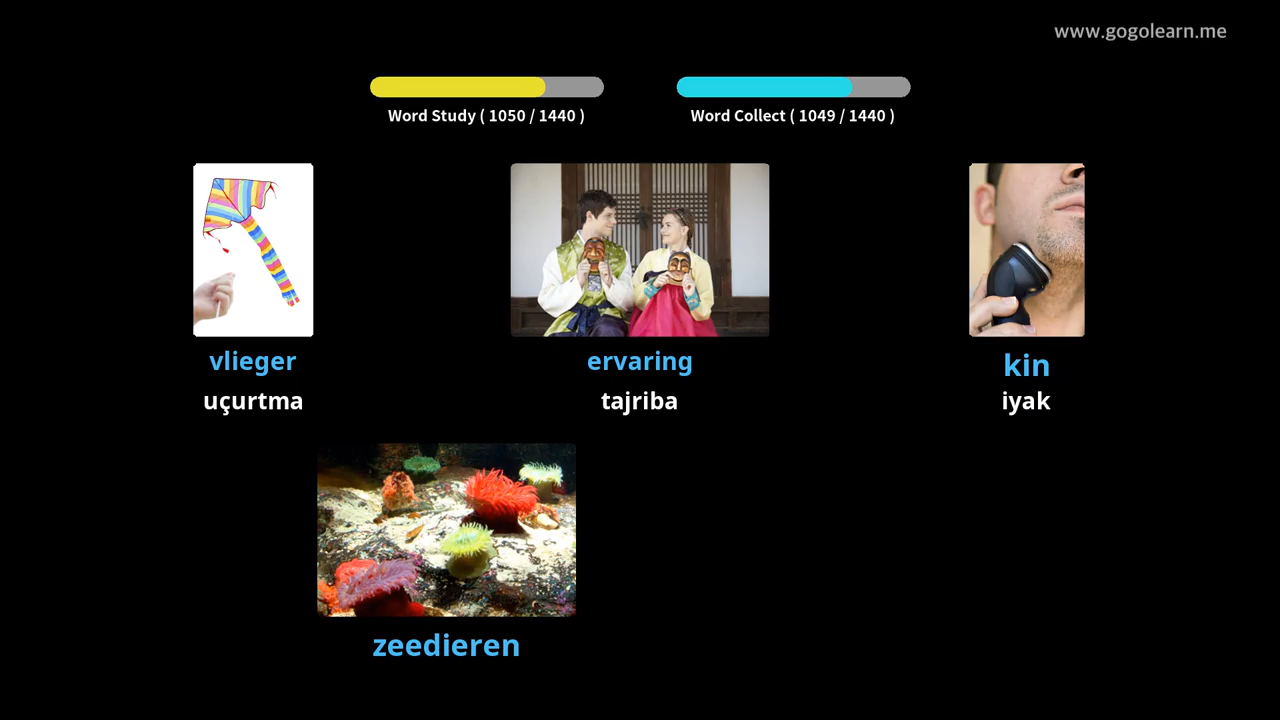 www.gogolearn.me
Word Study ( 1050 / 1440 )
Word Collect ( 1049 / 1440 )
vlieger
uçurtma
ervaring
tajriba
kin
iyak
zeedieren